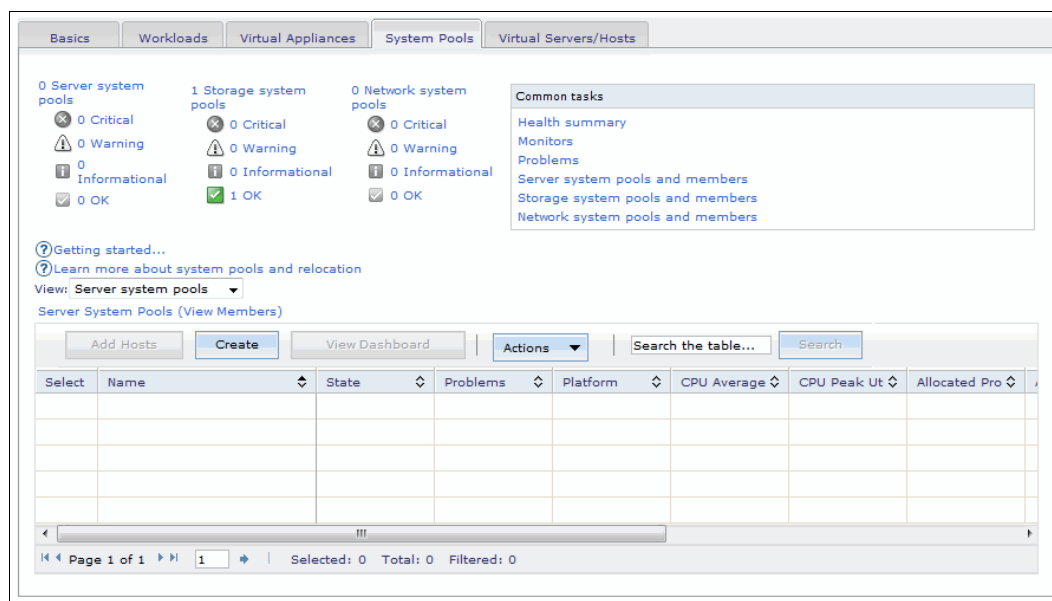 Basics Workloads Virtual Appliances System Pools Virtual Servers/Hosts
0 Server system pools
0 Critical
0 Warning
0 Informational
0 OK
1 Storage system pools
0 Critical
0 Warning
0 Informational
1 OK
0 Network system pools
0 Critical
0 Warning
0 Informational
0 OK
Common tasks
Health summary
Monitors
Problems
Server system pools and members
Storage system pools and members
Network system pools and members
Getting started...
Learn more about system pools and relocation
View: Server system pools
Server System Pools (View Members)
Add Hosts Create View Dashboard Actions Search the table... Search
Select Name State Problems Platform CPU Average CPU Peak Ut Allocated Pro
Page 1 of 1 1 Selected: 0 Total: 0 Filtered: 0